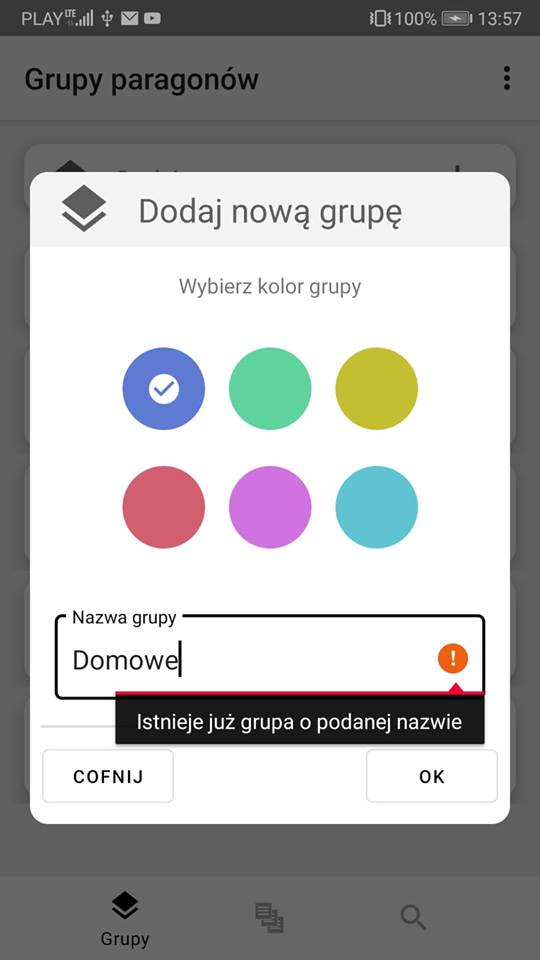 PLAY LTE 100% 13:57
Grupy paragonów
Dodaj nową grupę
Wybierz kolor grupy
Nazwa grupy
Domowe
Istnieje już grupa o podanej nazwie
COFNIJ OK
Grupy